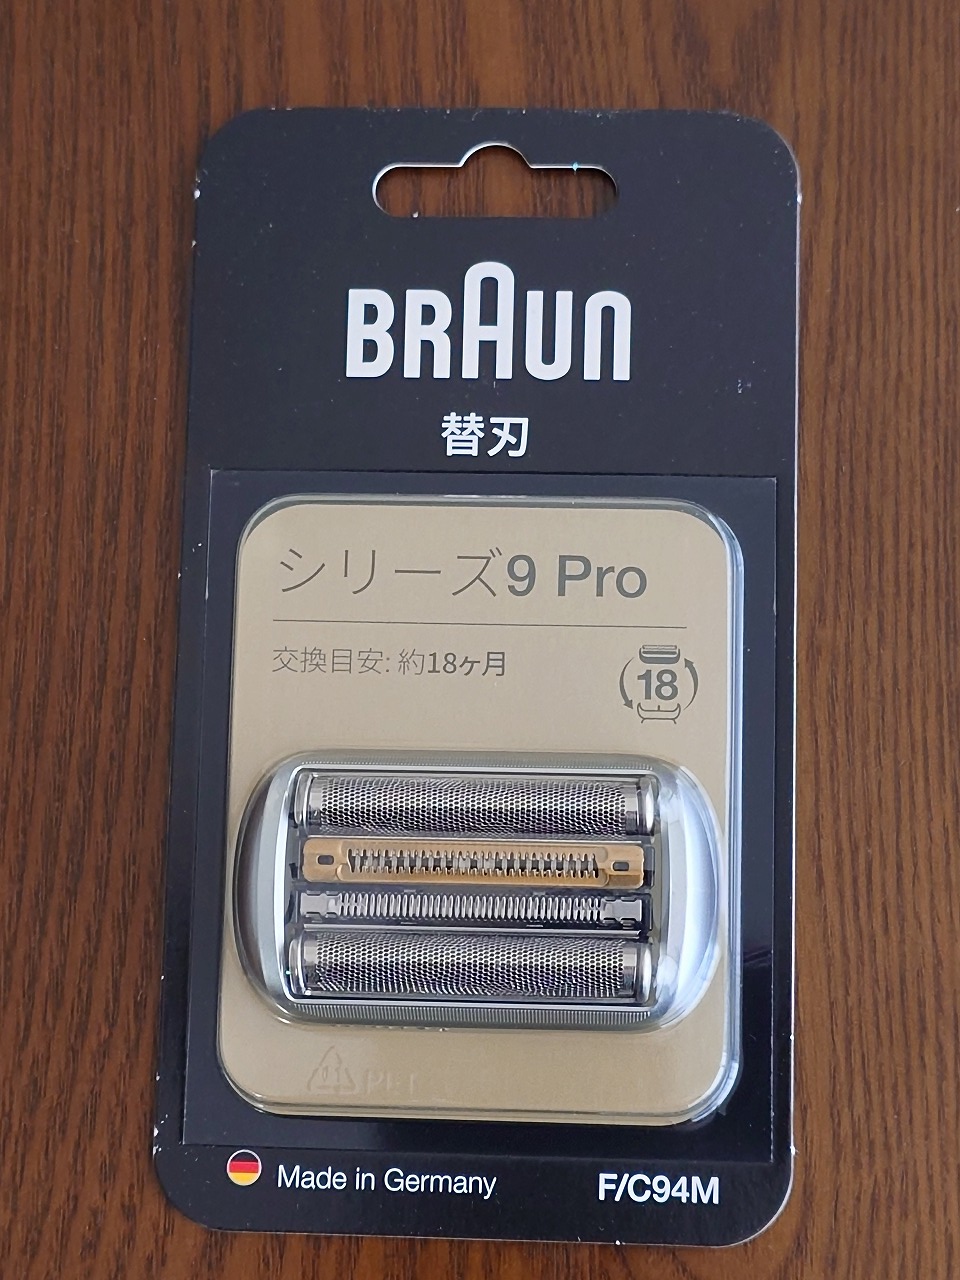 BRAUN
替刃
シリーズ9 Pro
交換目安: 約18ヶ月
18
PET
Made in Germany
F/C94M